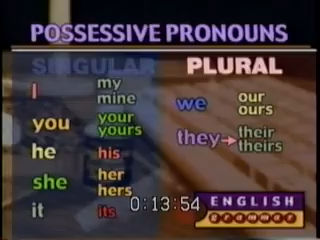 POSSESSIVE PRONOUNS
SINGULAR
PLURAL
I
my
mine
you
your
yours
he
his
she
her
hers
it
its
we
our
ours
they
their
theirs
0:13:54
ENGLISH
grammar